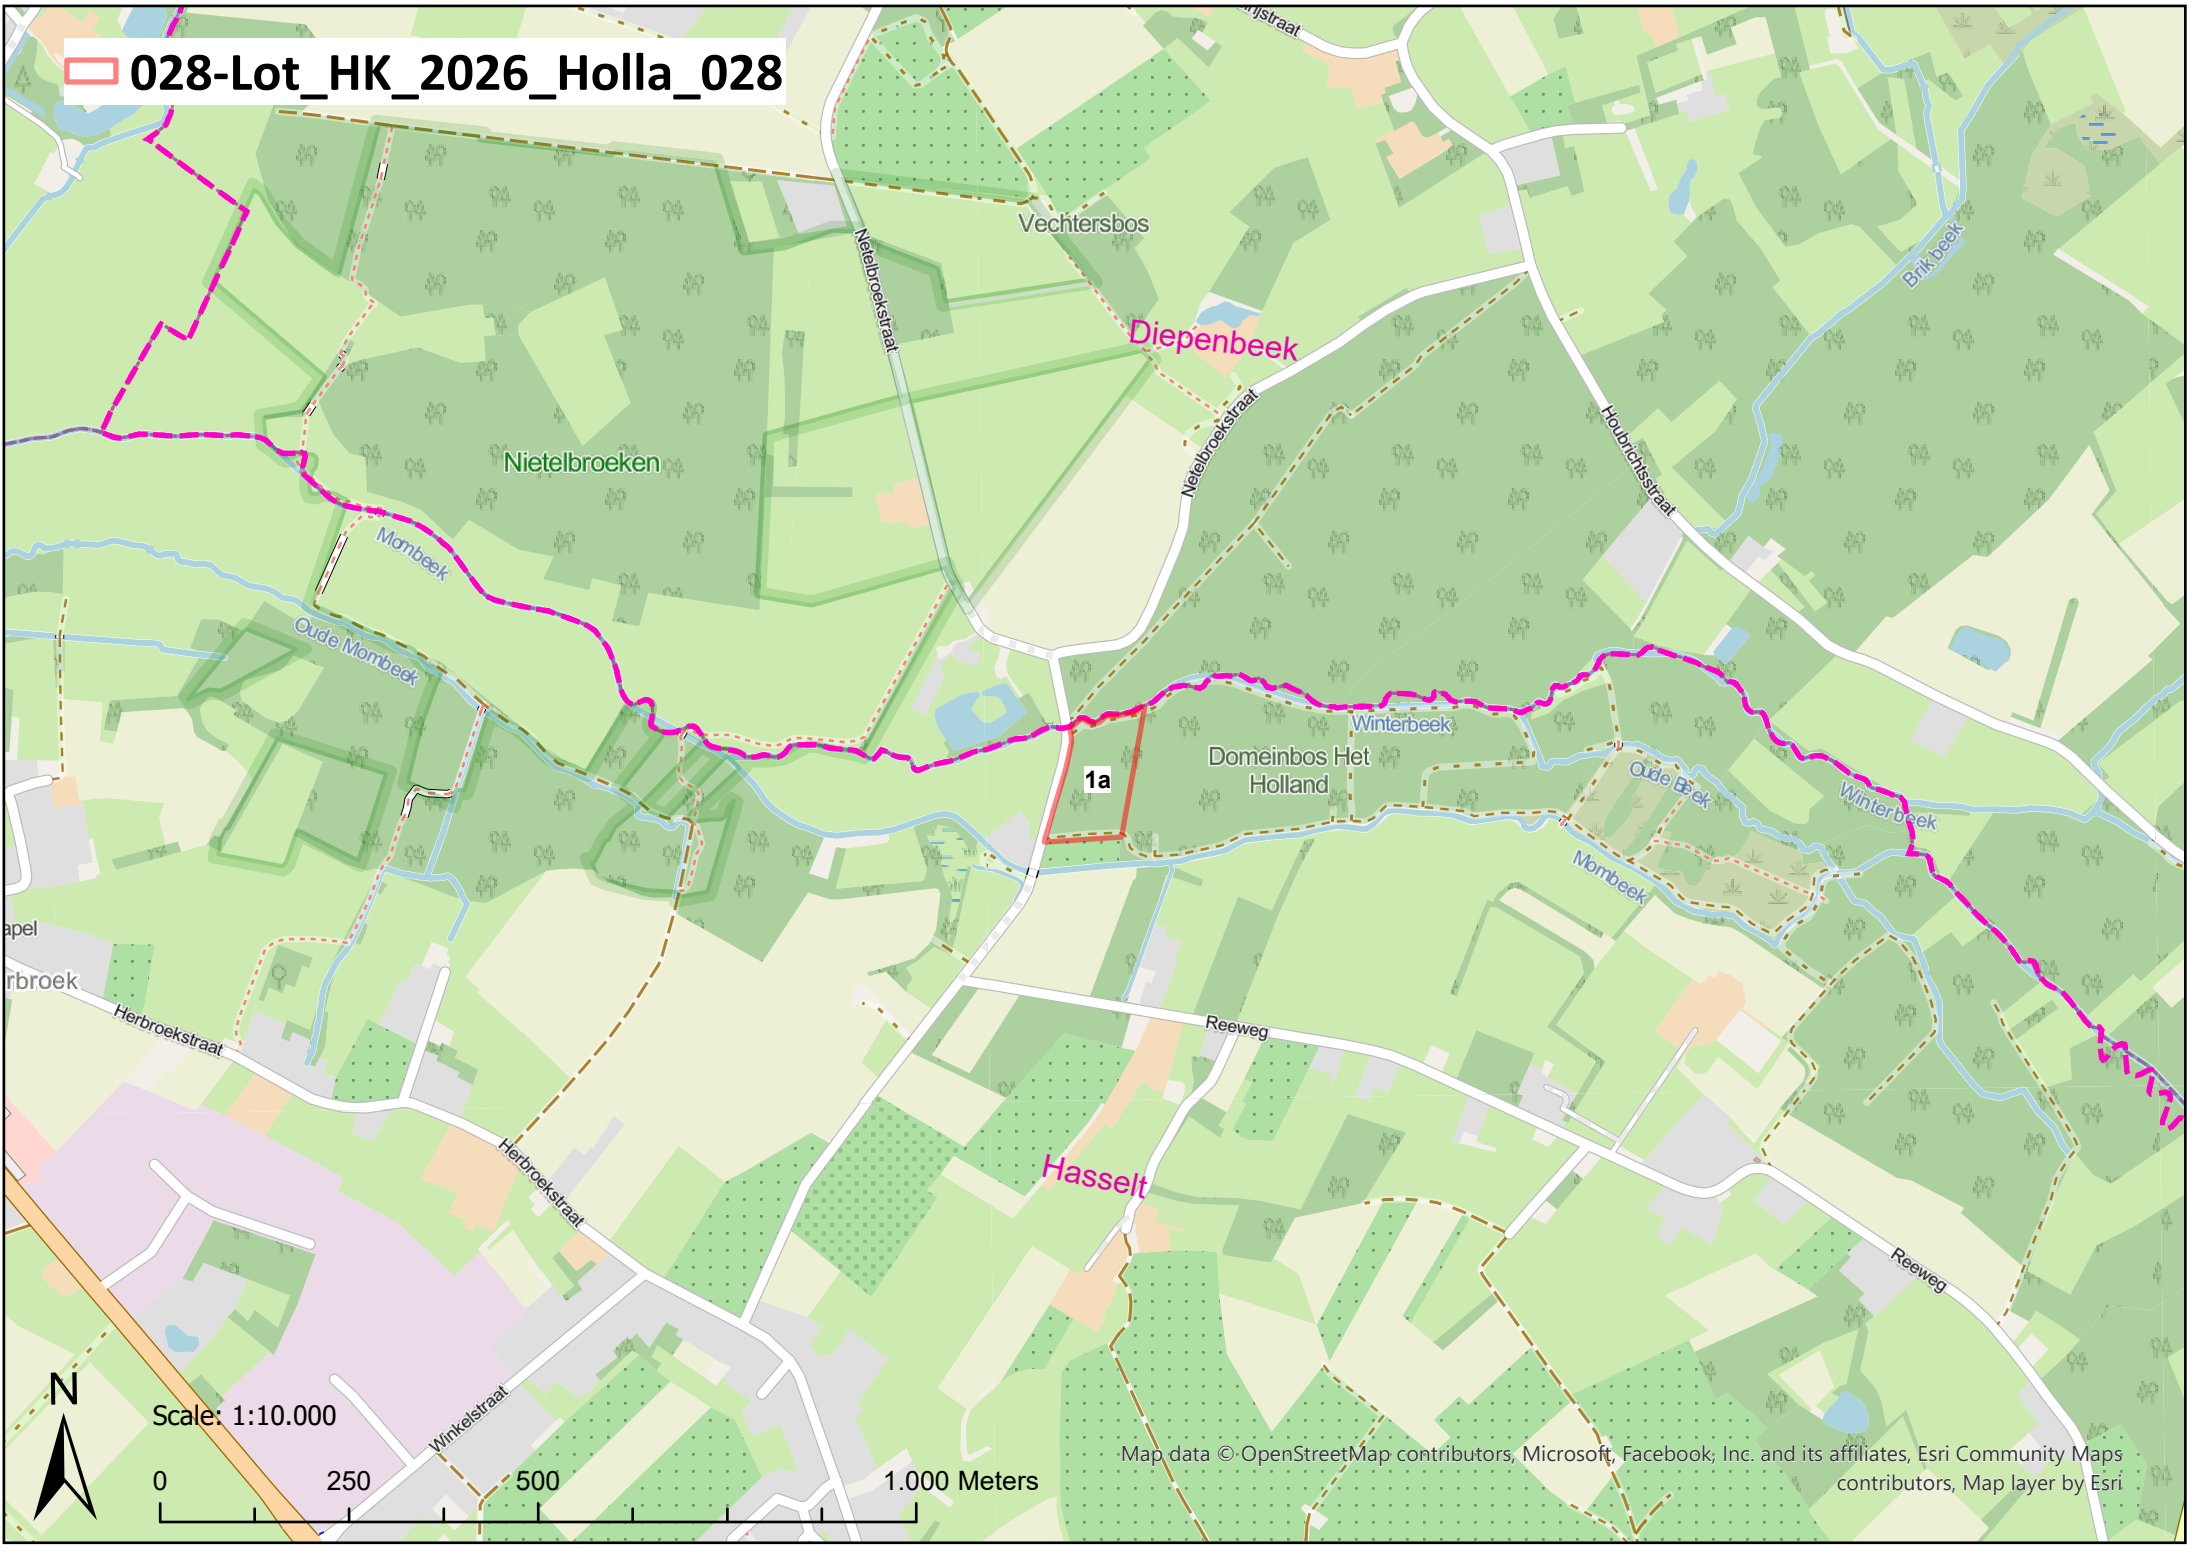 028-Lot_HK_2026_Holla_028
Vechtersbos
Netelbroekstraat
Brik beek
Diepenbeek
Netelbroekstraat
Houbrichtsstraat
Nietelbroeken
Mombeek
Oude Mombeek
Winterbeek
Domeinbos Het
Holland
1a
Oude Beek
Winterbeek
Mombeek
apel
rbroek
Herbroekstraat
Reeweg
Herbroekstraat
Hasselt
Reeweg
Winkelstraat
N
Scale: 1:10.000
0 250 500 1.000 Meters
Map data © OpenStreetMap contributors, Microsoft, Facebook, Inc. and its affiliates, Esri Community Maps
contributors, Map layer by Esri